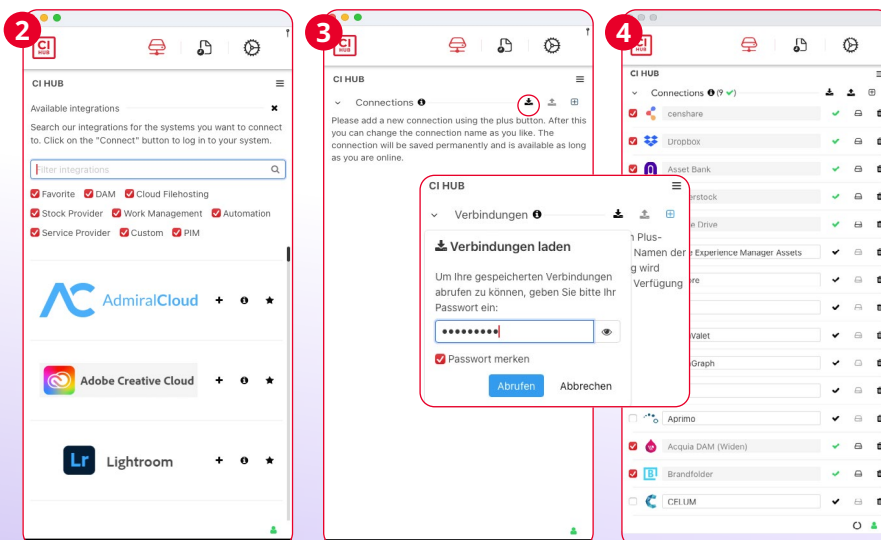 2
CI
HUB
CI HUB
Available integrations
Search our integrations for the systems you want to connect
to. Click on the "Connect" button to log in to your system.
Filter integrations
Favorite DAM Cloud Filehosting
Stock Provider Work Management Automation
Service Provider Custom PIM
AdmiralCloud
Adobe Creative Cloud
Lr Lightroom
3
CI
HUB
CI HUB
Connections
Please add a new connection using the plus button. After this
you can change the connection name as you like. The
connection will be saved permanently and is available as long
as you are online.
CI HUB
Verbindungen
n Plus-
Namen der
g wird
Verfügung
Verbindungen laden
Um Ihre gespeicherten Verbindungen
abrufen zu können, geben Sie bitte Ihr
Passwort ein:
Passwort merken
Abrufen Abbrechen
4
CI
HUB
CI HUB
Connections (9 ✔)
censhare
Dropbox
Asset Bank
erstock
e Drive
e Experience Manager Assets
ore
Valet
Graph
Aprimo
Acquia DAM (Widen)
B Brandfolder
CELUM